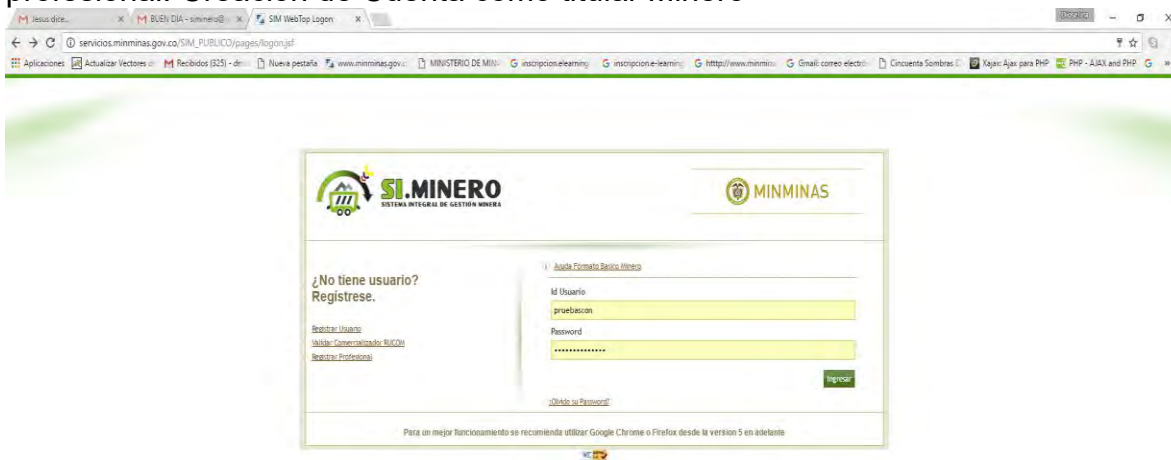 profesional. Creación de Cuenta como titular Minero
Jesus dice...
BUEN DIA - siminero@
SIM WebTop Logon
servicios.minminas.gov.co/SIM_PUBLICO/pages/logon.jsf
Aplicaciones
Actualizar Vectores
Recibidos (325) - d
Nueva pestaña
www.minminas.gov.c
MINISTERIO DE MIN
inscripcion.elearning
inscripcion.e-learning
http://www.minmin
Gmail: correo electró
Cincuenta Sombras
Xajax: Ajax para PHP
PHP - AJAX and PHP
SI.MINERO
SISTEMA INTEGRAL DE GESTIÓN MINERA
MINMINAS
¿No tiene usuario?
Regístrese.
Registrar Usuario
Validar Comercializador RUCOM
Registrar Profesional
Ayuda Formato Basico Minero
Id Usuario
pruebascon
Password
Ingresar
¿Olvido su Password?
Para un mejor funcionamiento se recomienda utilizar Google Chrome o Firefox desde la version 5 en adelante